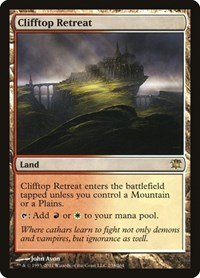 Clifftop Retreat
Land
Clifftop Retreat enters the battlefield
tapped unless you control a Mountain
or a Plains.
: Add or to your mana pool.
Where cathars learn to fight not only demons
and vampires, but ignorance as well.
John Avon